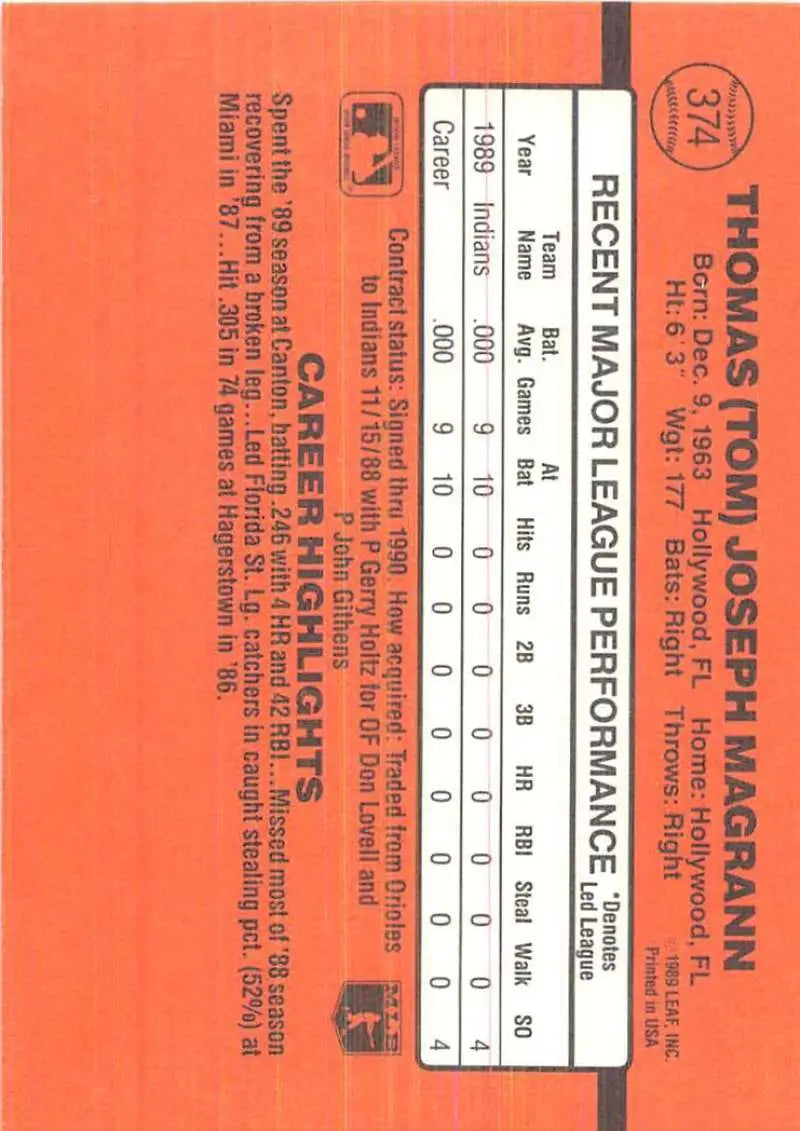 374
THOMAS (TOM) JOSEPH MAGRANN
Born: Dec. 9, 1963 Hollywood, FL Home: Hollywood, FL
Ht: 6' 3" Wgt: 177 Bats: Right Throws: Right
© 1989 LEAF, INC.
Printed in USA
RECENT MAJOR LEAGUE PERFORMANCE
*Denotes
Led League
Team Bat. At
Year Name Avg. Games Bat Hits Runs 2B 3B HR RBI Steal Walk SO
1989 Indians .000 9 10 0 0 0 0 0 0 0 0 4
Career .000 9 10 0 0 0 0 0 0 0 0 4
Contract status: Signed thru 1990. How acquired: Traded from Orioles
to Indians 11/15/88 with P Gerry Holtz for OF Don Lovell and
P John Githens
MLB
CAREER HIGHLIGHTS
Spent the '89 season at Canton, batting .246 with 4 HR and 42 RBI...Missed most of '88 season
recovering from a broken leg...Led Florida St. Lg. catchers in caught stealing pct. (52%) at
Miami in '87...Hit .305 in 74 games at Hagerstown in '86.